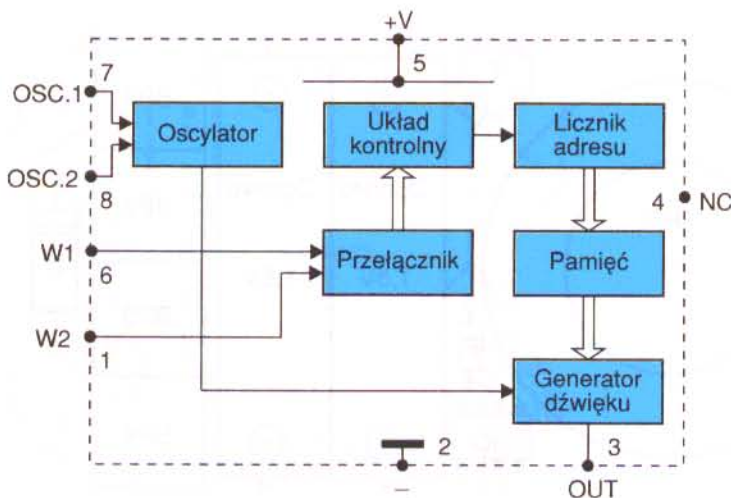 +V
5
7
OSC.1
Oscylator
Układ
kontrolny
Licznik
adresu
OSC.2
8
4
NC
W1
6
Przełącznik
Pamięć
W2
1
Generator
dźwięku
2
3
–
OUT